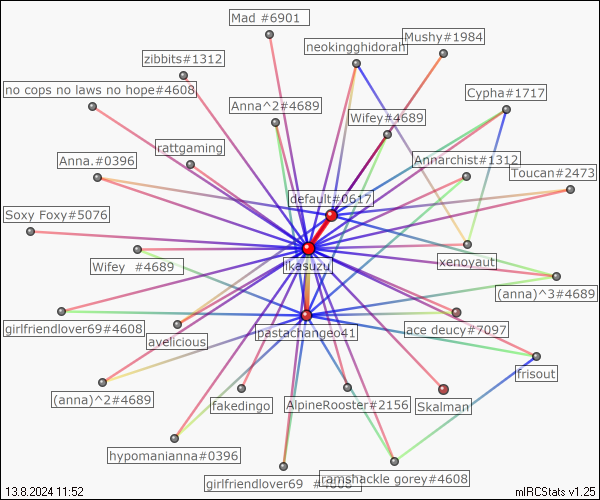 Mad #6901
Mushy#1984
neokingghidorah
zibbits#1312
no cops no laws no hope#4608
Cypha#1717
Anna^2#4689
Wifey#4689
rattgaming
Anna.#0396
Annarchist#1312
Toucan#2473
default#0617
Soxy Foxy#5076
Wifey _#4689
ikasuzu
xenoyaut
(anna)^3#4689
girlfriendlover69#4608
avelicious
pastachangeo41
ace deucy#7097
frisout
(anna)^2#4689
fakedingo
AlpineRooster#2156
Skalman
hypomanianna#0396
girlfriendlover69
ramshackle gorey#4608
13.8.2024 11:52
mIRCStats v1.25